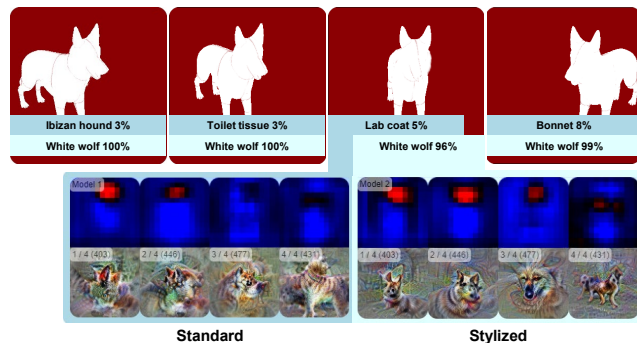 Ibizan hound 3%
Toilet tissue 3%
Lab coat 5%
Bonnet 8%
White wolf 100%
White wolf 100%
White wolf 96%
White wolf 99%
Model 1
Model 2
1 / 4 (403)
2 / 4 (446)
3 / 4 (477)
4 / 4 (431)
1 / 4 (403)
2 / 4 (446)
3 / 4 (477)
4 / 4 (431)
Standard
Stylized